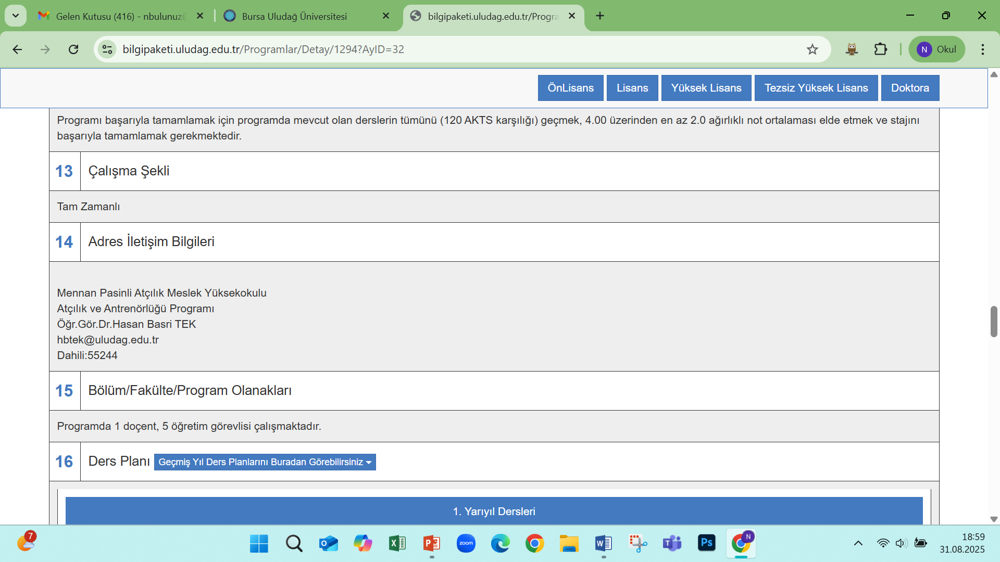 Gelen Kutusu (416) - nbulunuz@
Bursa Uludağ Üniversitesi
bilgipaketi.uludag.edu.tr/Progra
bilgipaketi.uludag.edu.tr/Programlar/Detay/1294?AyID=32
N Okul
ÖnLisans Lisans Yüksek Lisans Tezsiz Yüksek Lisans Doktora
Programı başarıyla tamamlamak için programda mevcut olan derslerin tümünü (120 AKTS karşılığı) geçmek, 4.00 üzerinden en az 2.0 ağırlıklı not ortalaması elde etmek ve stajını
başarıyla tamamlamak gerekmektedir.
13 Çalışma Şekli
Tam Zamanlı
14 Adres İletişim Bilgileri
Mennan Pasinli Atçılık Meslek Yüksekokulu
Atçılık ve Antrenörlüğü Programı
Öğr.Gör.Dr.Hasan Basri TEK
hbtek@uludag.edu.tr
Dahili:55244
15 Bölüm/Fakülte/Program Olanakları
Programda 1 doçent, 5 öğretim görevlisi çalışmaktadır.
16 Ders Planı Geçmiş Yıl Ders Planlarını Buradan Görebilirsiniz
1. Yarıyıl Dersleri
7
O
X
P
zoom
W
T
Ps
N
18:59
31.08.2025